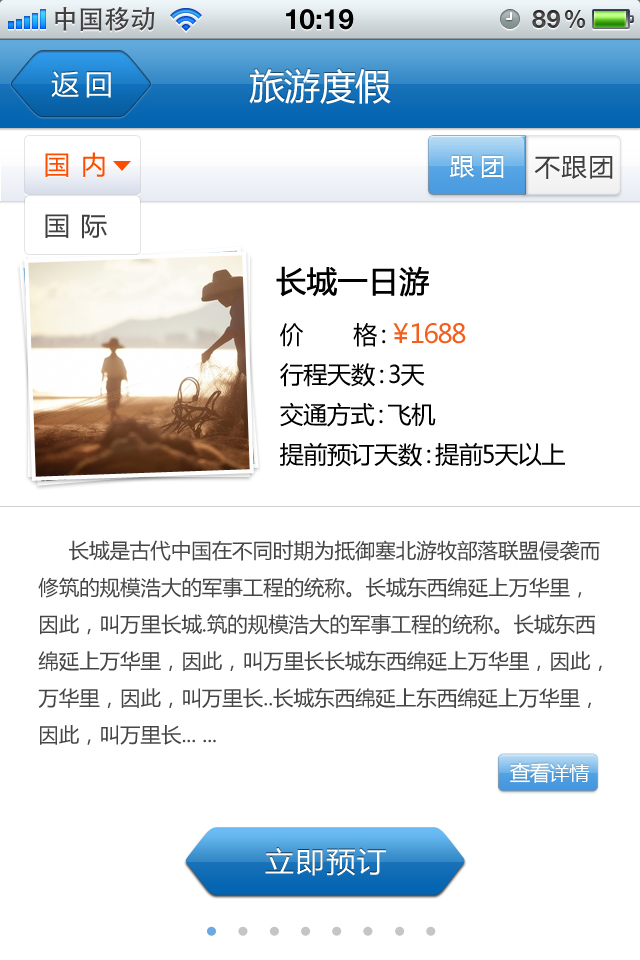 中国移动 10:19 89%
返回 旅游度假
国内 跟团 不跟团
国际
长城一日游
价 格:¥1688
行程天数:3天
交通方式:飞机
提前预订天数:提前5天以上
长城是古代中国在不同时期为抵御塞北游牧部落联盟侵袭而
修筑的规模浩大的军事工程的统称。长城东西绵延上万华里，
因此，叫万里长城.筑的规模浩大的军事工程的统称。长城东西
绵延上万华里，因此，叫万里长长城东西绵延上万华里，因此，
万华里，因此，叫万里长..长城东西绵延上东西绵延上万华里，
因此，叫万里长... ...
查看详情
立即预订